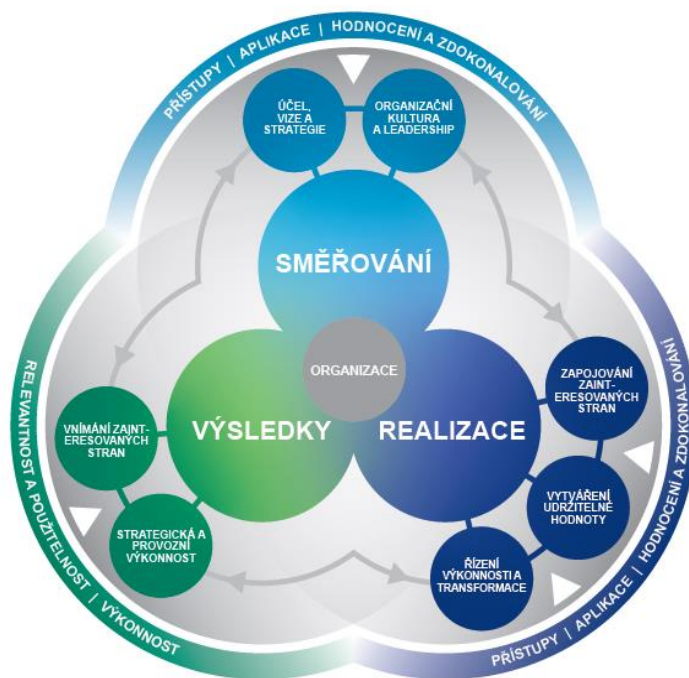 PŘÍSTUPY | APLIKACE | HODNOCENÍ A ZDOKONALOVÁNÍ
ÚČEL,
VIZE A
STRATEGIE
ORGANIZAČNÍ
KULTURA
A LEADERSHIP
SMĚŘOVÁNÍ
ORGANIZACE
VÝSLEDKY
REALIZACE
ZAPOJOVÁNÍ
ZAINT-
ERESOVANÝCH
STRAN
VYTVÁŘENÍ
UDRŽITELNÉ
HODNOTY
ŘÍZENÍ
VÝKONNOSTI A
TRANSFORMACE
VNÍMÁNÍ ZAINT-
ERESOVANÝCH
STRAN
STRATEGICKÁ A
PROVOZNÍ
VÝKONNOST
RELEVANTNOST A POUŽITELNOST | VÝKONNOST
PŘÍSTUPY | APLIKACE | HODNOCENÍ A ZDOKONALOVÁNÍ